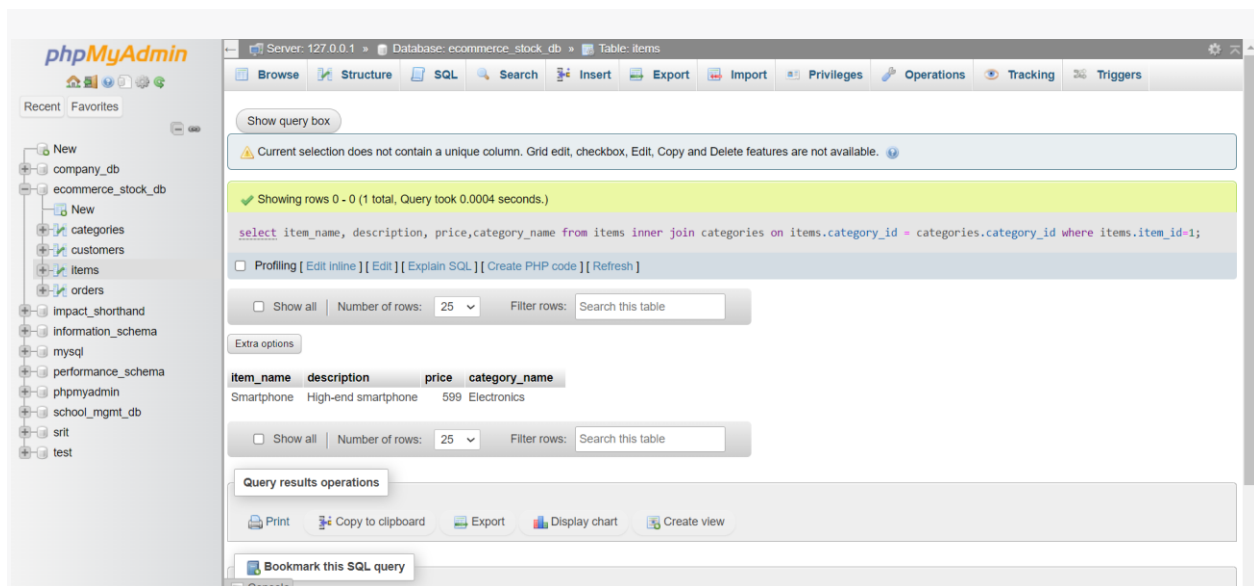 phpMyAdmin
Recent Favorites
New
company_db
ecommerce_stock_db
New
categories
customers
items
orders
impact_shorthand
information_schema
mysql
performance_schema
phpmyadmin
school_mgmt_db
srit
test
Server: 127.0.0.1 » Database: ecommerce_stock_db » Table: items
Browse Structure SQL Search Insert Export Import Privileges Operations Tracking Triggers
Show query box
Current selection does not contain a unique column. Grid edit, checkbox, Edit, Copy and Delete features are not available.
Showing rows 0 - 0 (1 total, Query took 0.0004 seconds.)
select item_name, description, price,category_name from items inner join categories on items.category_id = categories.category_id where items.item_id=1;
Profiling [ Edit inline ] [ Edit ] [ Explain SQL ] [ Create PHP code ] [ Refresh ]
Show all Number of rows: 25 Filter rows: Search this table
Extra options
item_name description price category_name
Smartphone High-end smartphone 599 Electronics
Show all Number of rows: 25 Filter rows: Search this table
Query results operations
Print Copy to clipboard Export Display chart Create view
Bookmark this SQL query
Console